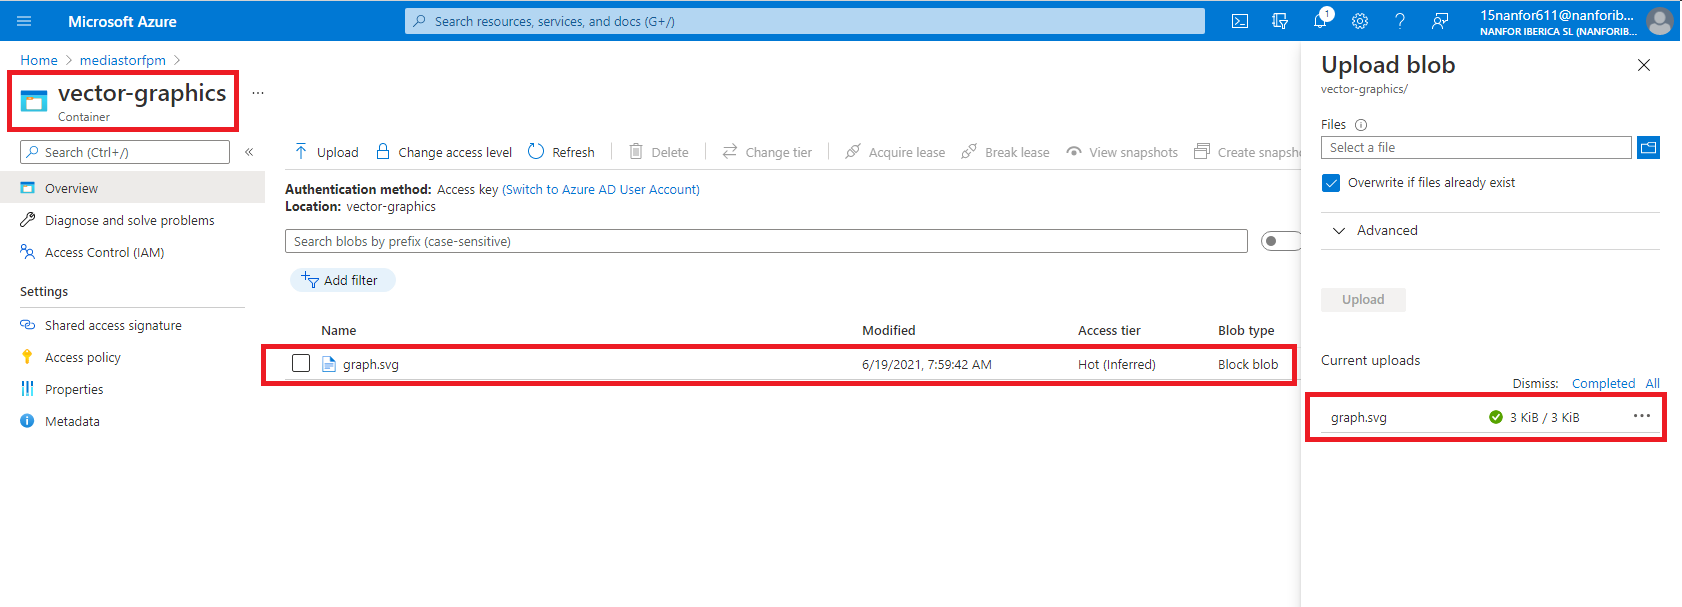 Microsoft Azure
Search resources, services, and docs (G+/)
1
15nanfor611@nanforib...
NANFOR IBERICA SL (NANFORIB...
Home > mediastorfpm >
vector-graphics ...
Container
Search (Ctrl+/) «
Overview
Diagnose and solve problems
Access Control (IAM)
Settings
Shared access signature
Access policy
Properties
Metadata
Upload Change access level Refresh Delete Change tier Acquire lease Break lease View snapshots Create snapsh
Authentication method: Access key (Switch to Azure AD User Account)
Location: vector-graphics
Search blobs by prefix (case-sensitive)
Add filter
Name Modified Access tier Blob type
graph.svg 6/19/2021, 7:59:42 AM Hot (Inferred) Block blob
Upload blob
vector-graphics/
Files
Select a file
Overwrite if files already exist
Advanced
Upload
Current uploads
Dismiss: Completed All
graph.svg 3 KiB / 3 KiB ...